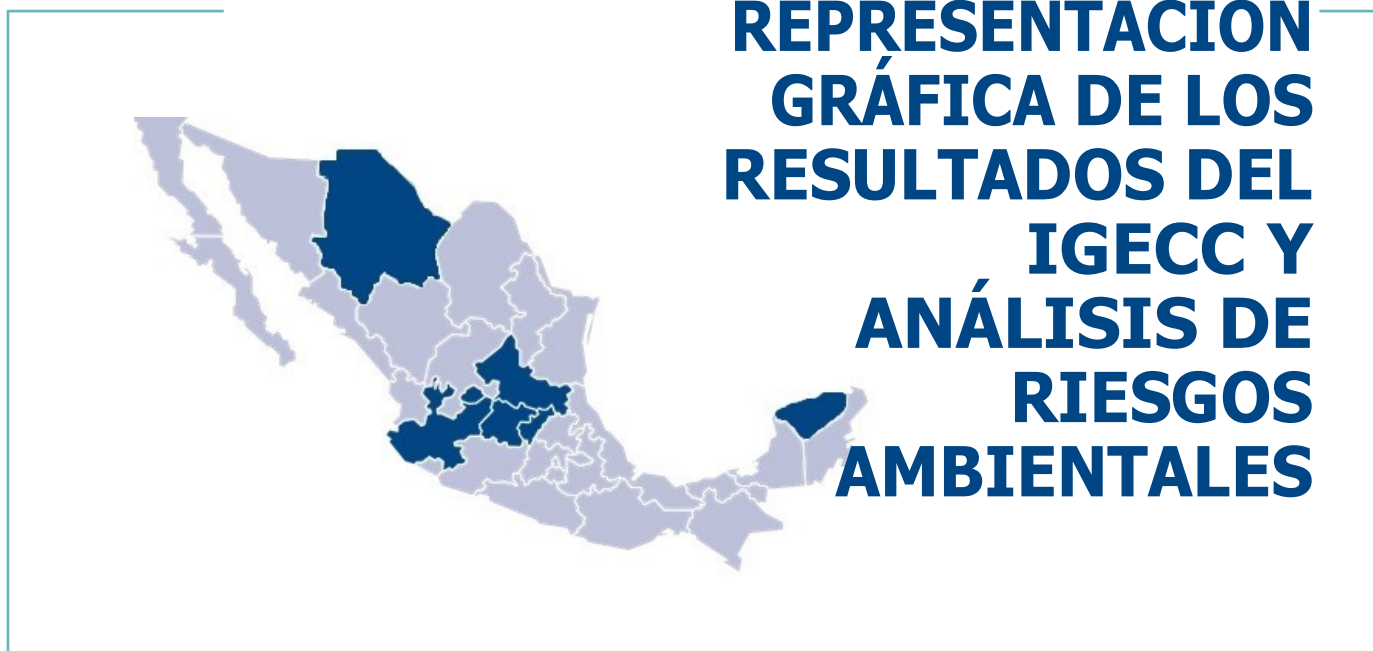 REPRESENTACIÓN
GRÁFICA DE LOS
RESULTADOS DEL
IGECC Y
ANÁLISIS DE
RIESGOS
AMBIENTALES